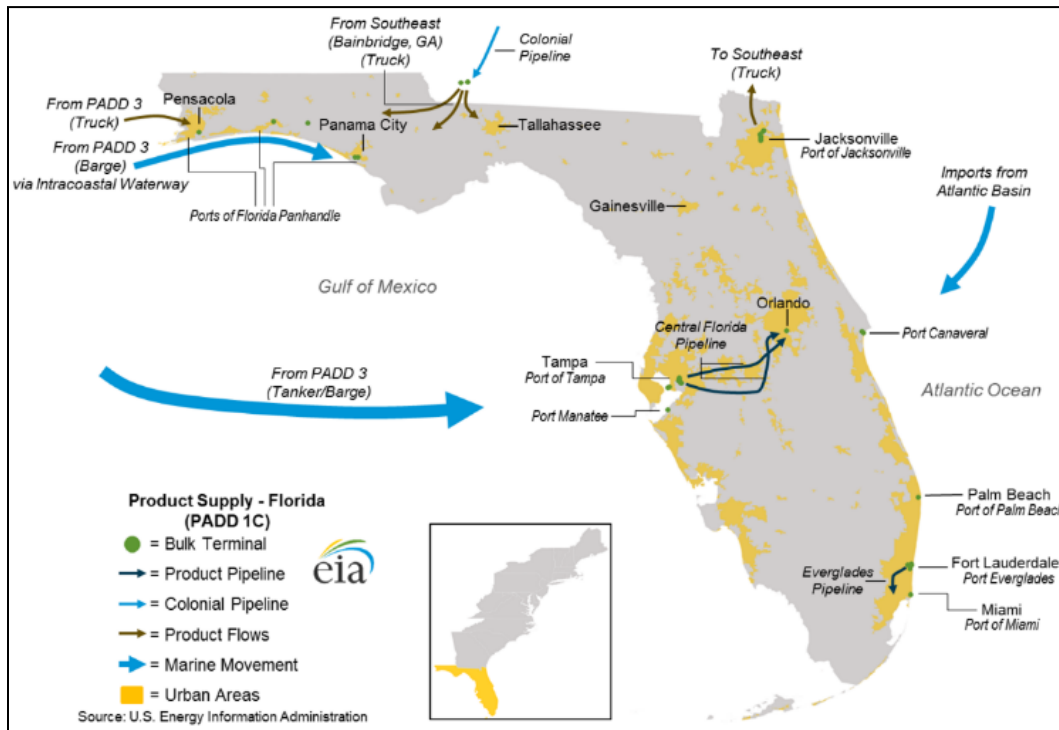 From Southeast
(Bainbridge, GA)
(Truck)
Colonial
Pipeline
To Southeast
(Truck)
From PADD 3
(Truck)
Pensacola
Panama City
Tallahassee
Jacksonville
Port of Jacksonville
From PADD 3
(Barge)
via Intracoastal Waterway
Ports of Florida Panhandle
Imports from
Atlantic Basin
Gainesville
Gulf of Mexico
Orlando
Central Florida
Pipeline
Port Canaveral
Tampa
Port of Tampa
From PADD 3
(Tanker/Barge)
Atlantic Ocean
Port Manatee
Product Supply - Florida
(PADD 1C)
= Bulk Terminal
= Product Pipeline
= Colonial Pipeline
= Product Flows
= Marine Movement
= Urban Areas
Source: U.S. Energy Information Administration
eia
Palm Beach
Port of Palm Beach
Everglades
Pipeline
Fort Lauderdale
Port Everglades
Miami
Port of Miami